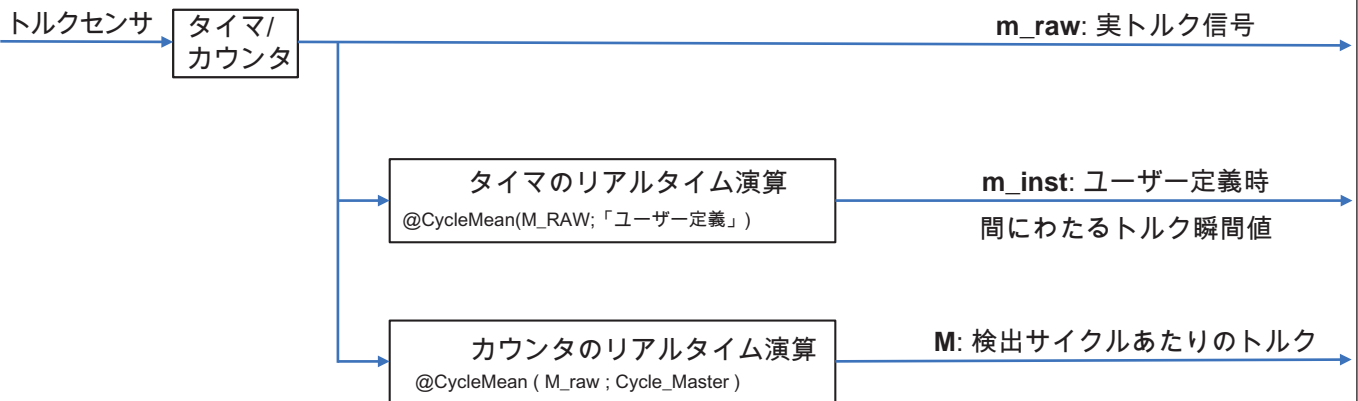 トルクセンサ
タイマ/
カウンタ
m_raw: 実トルク信号
タイマのリアルタイム演算
@CycleMean(M_RAW;「ユーザー定義」)
m_inst: ユーザー定義時
間にわたるトルク瞬間値
カウンタのリアルタイム演算
@CycleMean ( M_raw ; Cycle_Master )
M: 検出サイクルあたりのトルク